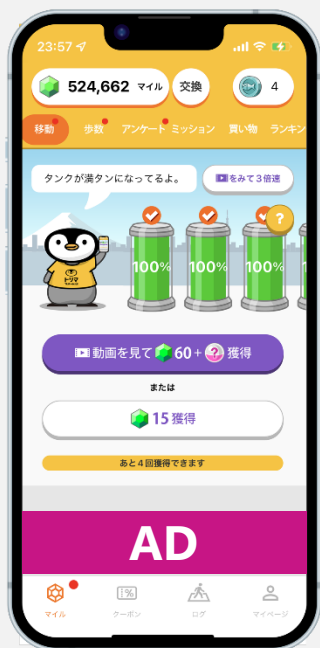 23:57
524,662 マイル
交換
4
移動
歩数
アンケート
ミッション
買い物
ランキン
タンクが満タンになってるよ。
をみて3倍速
?
100%
100%
100%
トリマ
動画を見て 60 + ? 獲得
または
15 獲得
あと4回獲得できます
AD
マイル
クーポン
ログ
マイページ